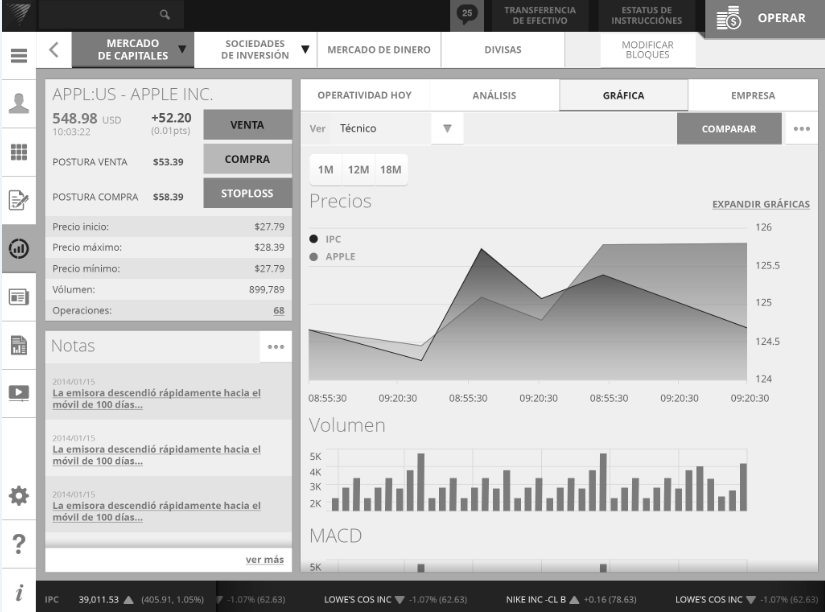 25
TRANSFERENCIA
DE EFECTIVO
ESTATUS DE
INSTRUCCIÓNES
OPERAR
MERCADO
DE CAPITALES
SOCIEDADES
DE INVERSIÓN
MERCADO DE DINERO
DIVISAS
MODIFICAR
BLOQUES
APPL:US - APPLE INC.
548.98 USD
+52.20
10:03:22
(0.01pts)
VENTA
POSTURA VENTA $53.39
COMPRA
POSTURA COMPRA $58.39
STOPLOSS
Precio inicio: $27.79
Precio máximo: $28.39
Precio mínimo: $27.79
Vólumen: 899,789
Operaciones: 68
Notas
2014/01/15
La emisora descendió rápidamente hacia el
móvil de 100 días...
2014/01/15
La emisora descendió rápidamente hacia el
móvil de 100 días...
2014/01/15
La emisora descendió rápidamente hacia el
móvil de 100 días...
ver más
OPERATIVIDAD HOY
ANÁLISIS
GRÁFICA
EMPRESA
Ver Técnico
COMPARAR
1M 12M 18M
Precios
EXPANDIR GRÁFICAS
IPC
APPLE
126
125.5
125
124.5
124
08:55:30 09:20:30 08:55:30 09:20:30 08:55:30 09:20:30 09:20:30
Volumen
5K
4K
3K
2K
MACD
5K
?
i
IPC 39,011.53 (405.91, 1.05%) -1.07% (62.63) LOWE'S COS INC -1.07% (62.63) NIKE INC -CL B +0.16 (78.63) LOWE'S COS INC -1.07% (62.63)